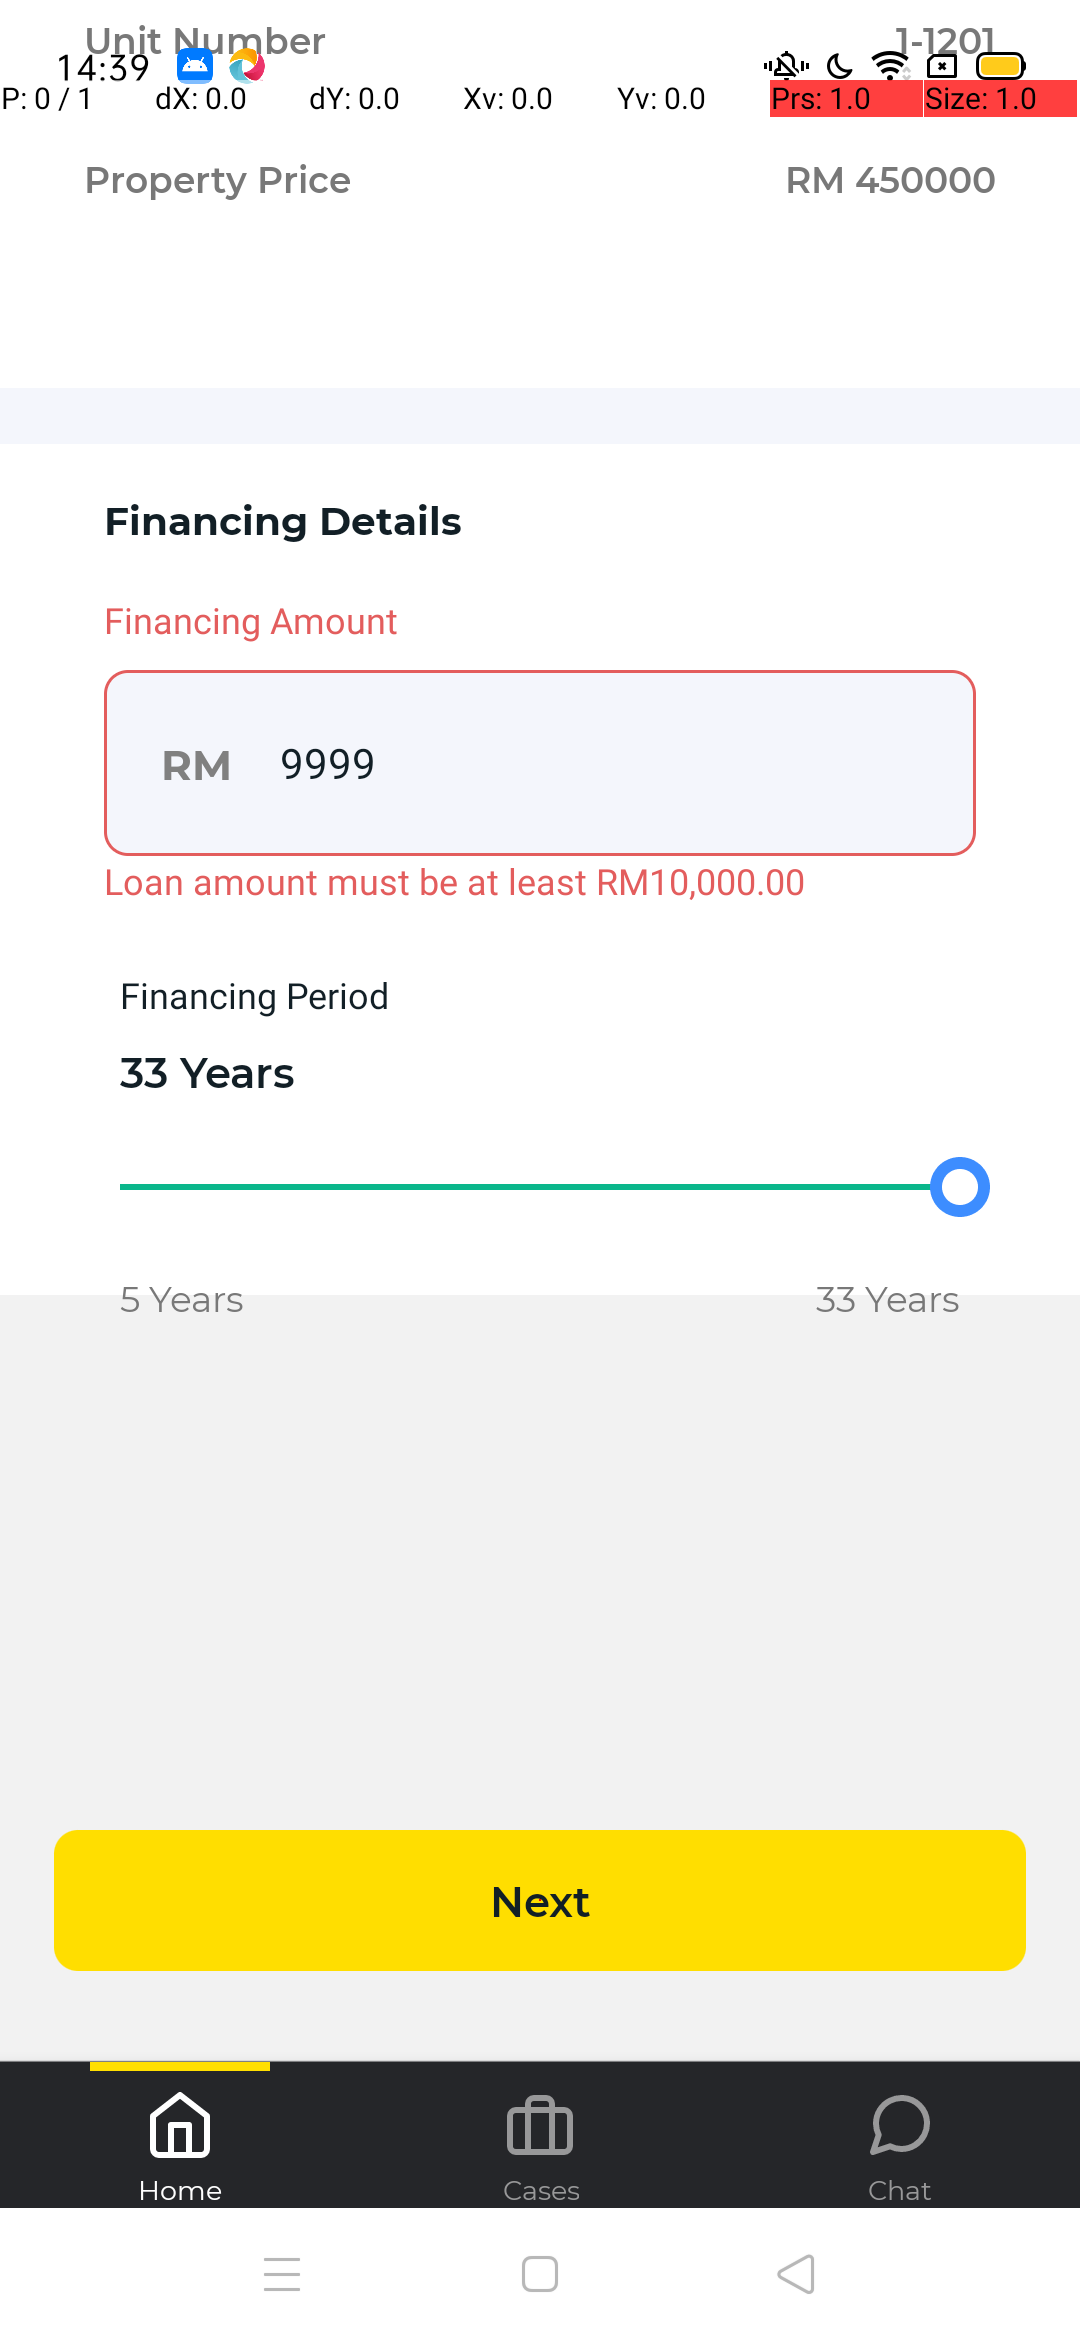 Unit Number 1-1201
14:39
P: 0 / 1 dX: 0.0 dY: 0.0 Xv: 0.0 Yv: 0.0 Prs: 1.0 Size: 1.0
Property Price RM 450000
Financing Details
Financing Amount
RM 9999
Loan amount must be at least RM10,000.00
Financing Period
33 Years
5 Years 33 Years
Next
Home Cases Chat